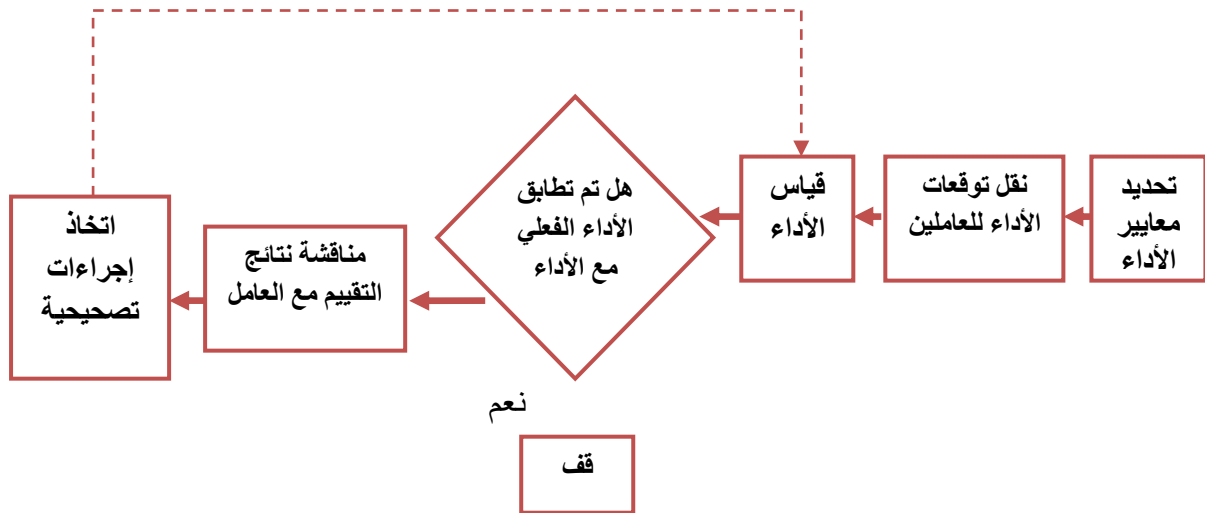 تحديد
معايير
الأداء
نقل توقعات
الأداء للعاملين
قياس
الأداء
هل تم تطابق
الأداء الفعلي
مع الأداء
مناقشة نتائج
التقييم مع العامل
اتخاذ
إجراءات
تصحيحية
نعم
قف